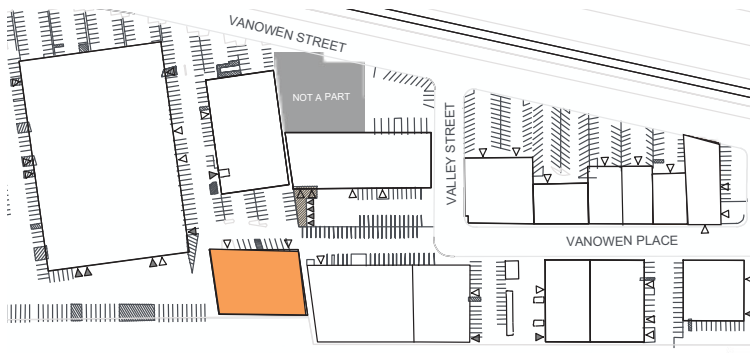 VANOWEN STREET
NOT A PART
VALLEY STREET
VANOWEN PLACE